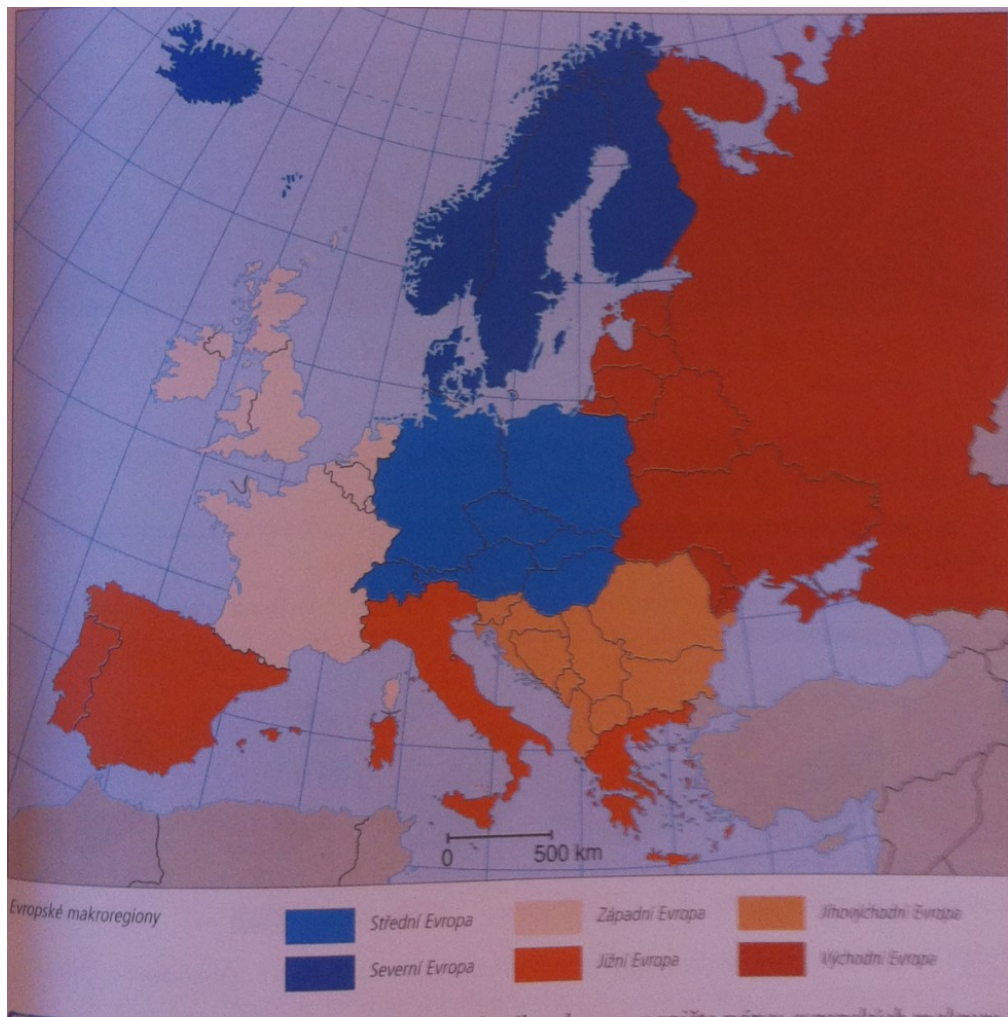 0 500 km
Evropské makroregiony
Střední Evropa
Západní Evropa
Jihovýchodní Evropa
Severní Evropa
Jižní Evropa
Východní Evropa